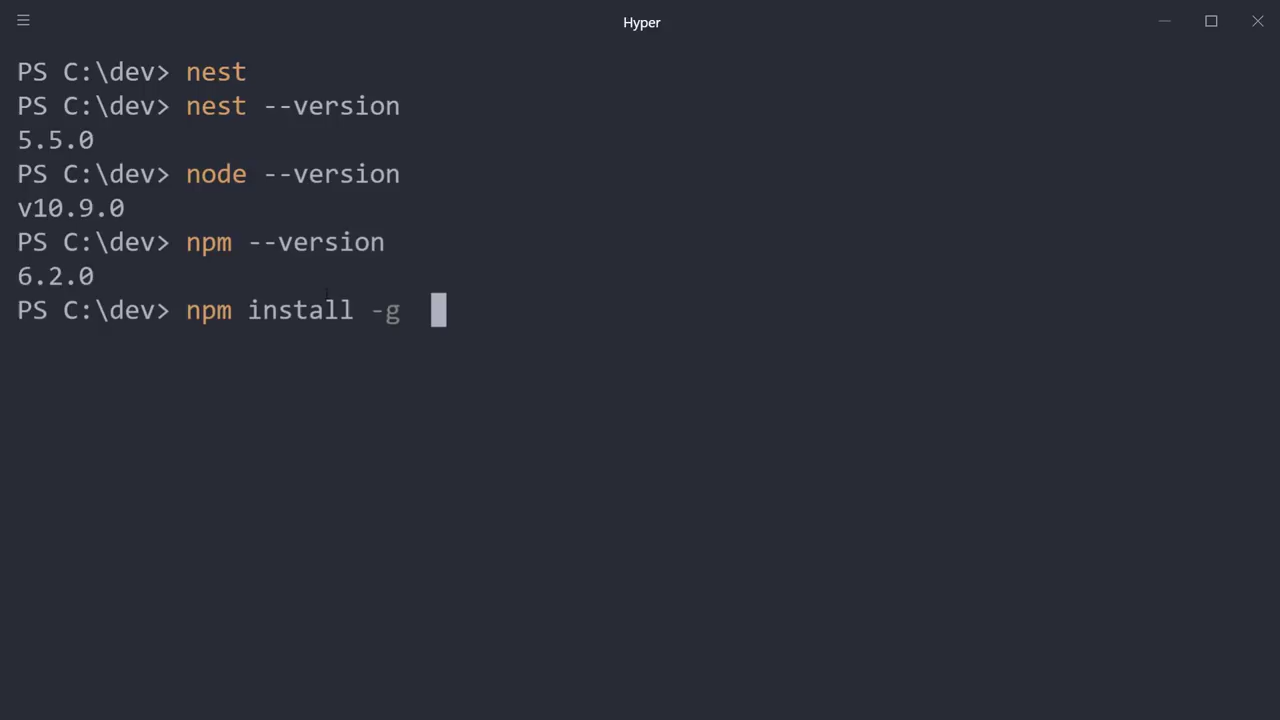 Hyper
PS C:\dev> nest
PS C:\dev> nest --version
5.5.0
PS C:\dev> node --version
v10.9.0
PS C:\dev> npm --version
6.2.0
PS C:\dev> npm install -g